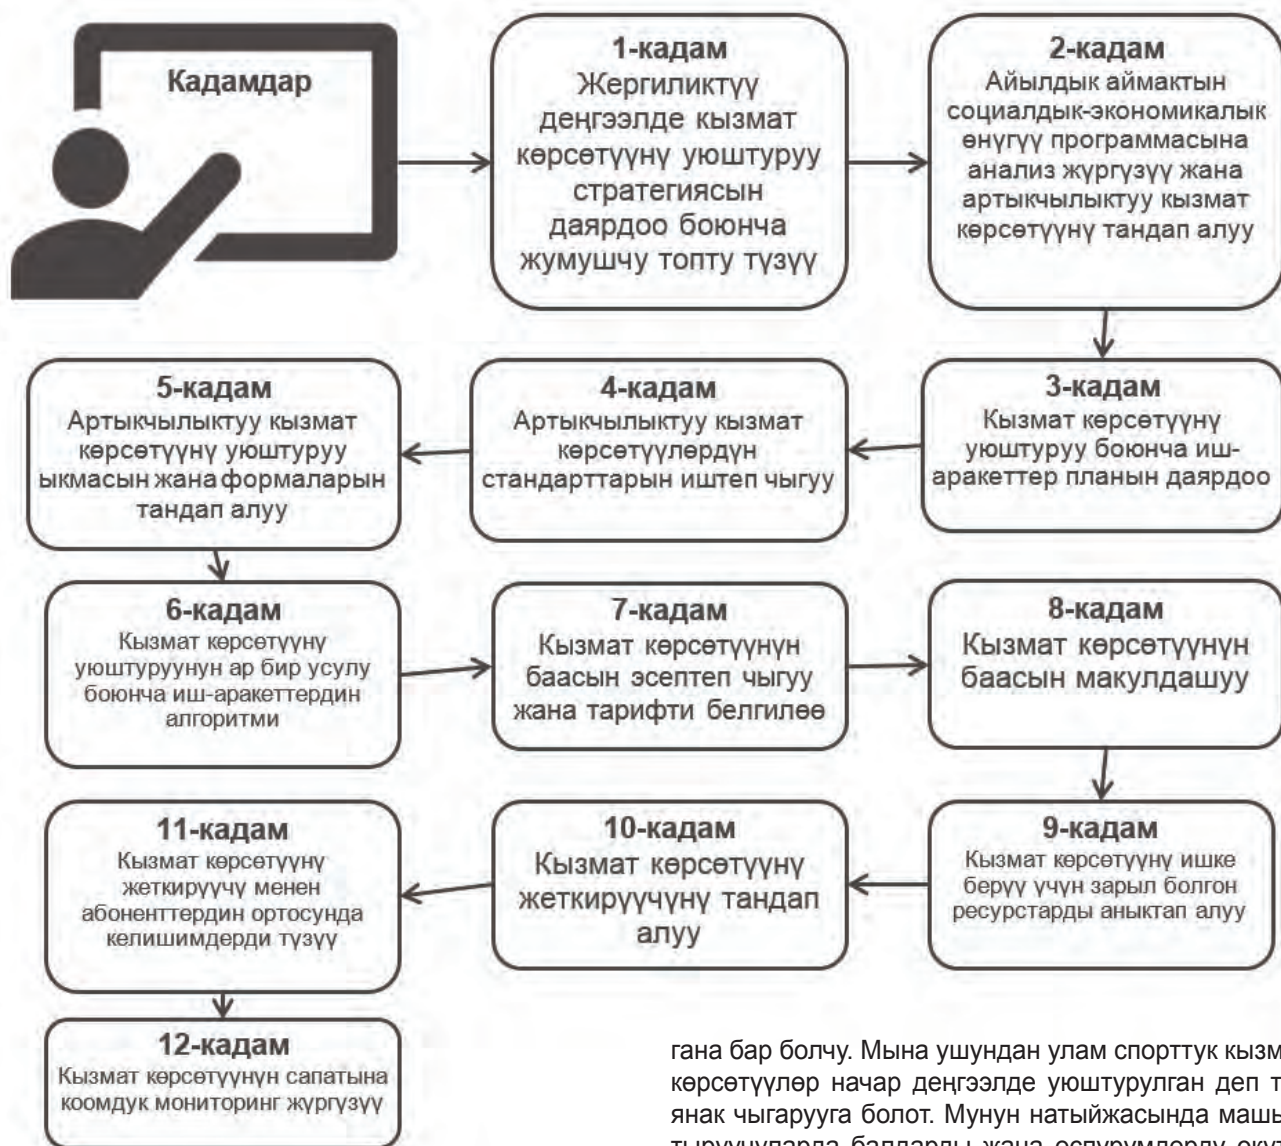 Кадамдар
1-кадам
Жергиликтүү
деңгээлде кызмат
көрсөтүүнү уюштуруу
стратегиясын
даярдоо боюнча
жумушчу топту түзүү
2-кадам
Айылдык аймактын
социалдык-экономикалык
өнүгүү программасына
анализ жүргүзүү жана
артыкчылыктуу кызмат
көрсөтүүнү тандап алуу
3-кадам
Кызмат көрсөтүүнү
уюштуруу боюнча иш-
аракеттер планын даярдоо
4-кадам
Артыкчылыктуу кызмат
көрсөтүүлөрдүн
стандарттарын иштеп чыгуу
5-кадам
Артыкчылыктуу кызмат
көрсөтүүнү уюштуруу
ыкмасын жана формаларын
тандап алуу
6-кадам
Кызмат көрсөтүүнү
уюштуруунун ар бир усулу
боюнча иш-аракеттердин
алгоритми
7-кадам
Кызмат көрсөтүүнүн
баасын эсептеп чыгуу
жана тарифти белгилөө
8-кадам
Кызмат көрсөтүүнүн
баасын макулдашуу
9-кадам
Кызмат көрсөтүүнү ишке
берүү үчүн зарыл болгон
ресурстарды аныктап алуу
10-кадам
Кызмат көрсөтүүнү
жеткирүүчүнү тандап
алуу
11-кадам
Кызмат көрсөтүүнү
жеткирүүчү менен
абоненттердин ортосунда
келишимдерди түзүү
12-кадам
Кызмат көрсөтүүнүн сапатына
коомдук мониторинг жүргүзүү
гана бар болчу. Мына ушундан улам спорттук кызм
көрсөтүүлөр начар деңгээлде уюштурулган деп т
янак чыгарууга болот. Мунун натыйжасында машы